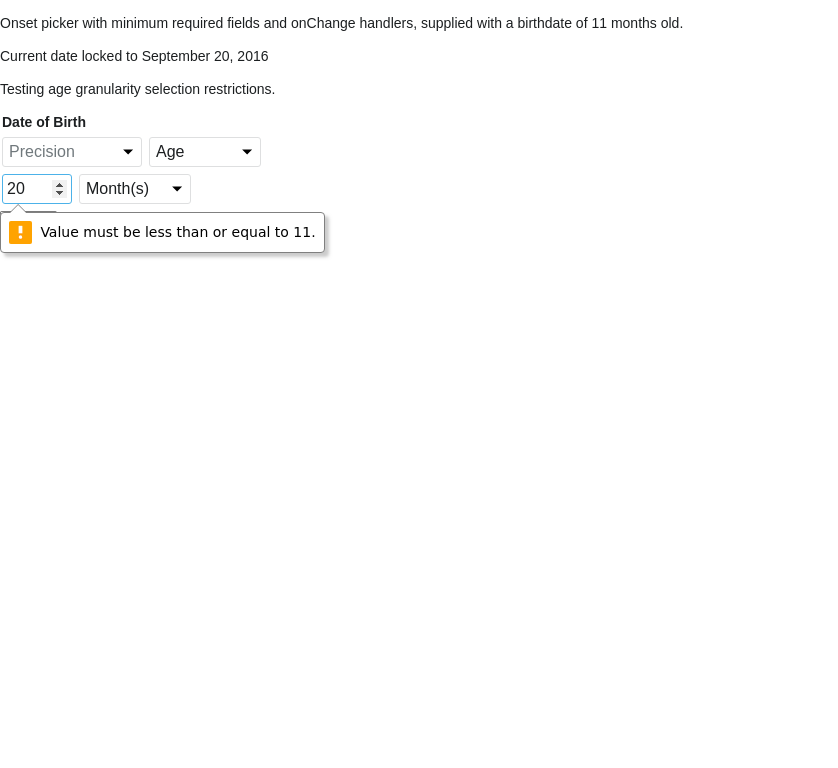 Onset picker with minimum required fields and onChange handlers, supplied with a birthdate of 11 months old.
Current date locked to September 20, 2016
Testing age granularity selection restrictions.
Date of Birth
Precision Age
20 Month(s)
Value must be less than or equal to 11.